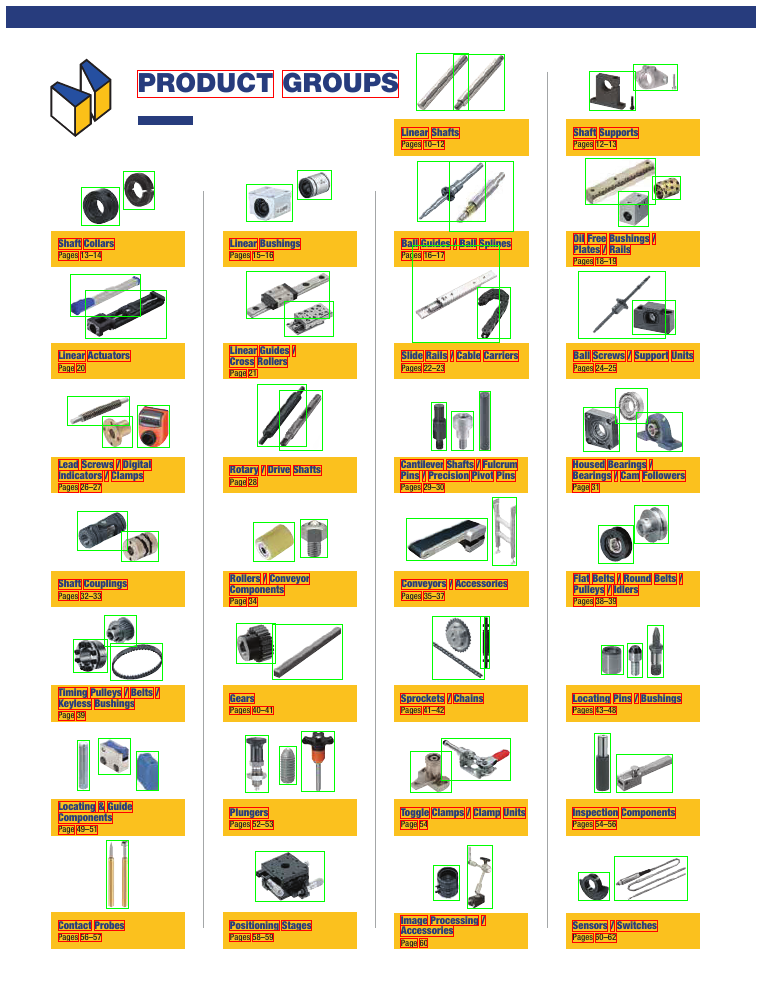 PRODUCT GROUPS
Linear Shafts
Pages 10–12
Shaft Supports
Pages 12–13
Shaft Collars
Pages 13–14
Linear Bushings
Pages 15–16
Ball Guides / Ball Splines
Pages 16–17
Oil Free Bushings /
Plates / Rails
Pages 18–19
Linear Actuators
Page 20
Linear Guides /
Cross Rollers
Page 21
Slide Rails / Cable Carriers
Pages 22–23
Ball Screws / Support Units
Pages 24–25
Lead Screws / Digital
Indicators / Clamps
Pages 26–27
Rotary / Drive Shafts
Page 28
Cantilever Shafts / Fulcrum
Pins / Precision Pivot Pins
Pages 29–30
Housed Bearings /
Bearings / Cam Followers
Page 31
Shaft Couplings
Pages 32–33
Rollers / Conveyor
Components
Page 34
Conveyors / Accessories
Pages 35–37
Flat Belts / Round Belts /
Pulleys / Idlers
Pages 38–39
Timing Pulleys / Belts /
Keyless Bushings
Page 39
Gears
Pages 40–41
Sprockets / Chains
Pages 41–42
Locating Pins / Bushings
Pages 43–48
Locating & Guide
Components
Page 49–51
Plungers
Pages 52–53
Toggle Clamps / Clamp Units
Page 54
Inspection Components
Pages 54–56
Contact Probes
Pages 56–57
Positioning Stages
Pages 58–59
Image Processing /
Accessories
Page 60
Sensors / Switches
Pages 60–62